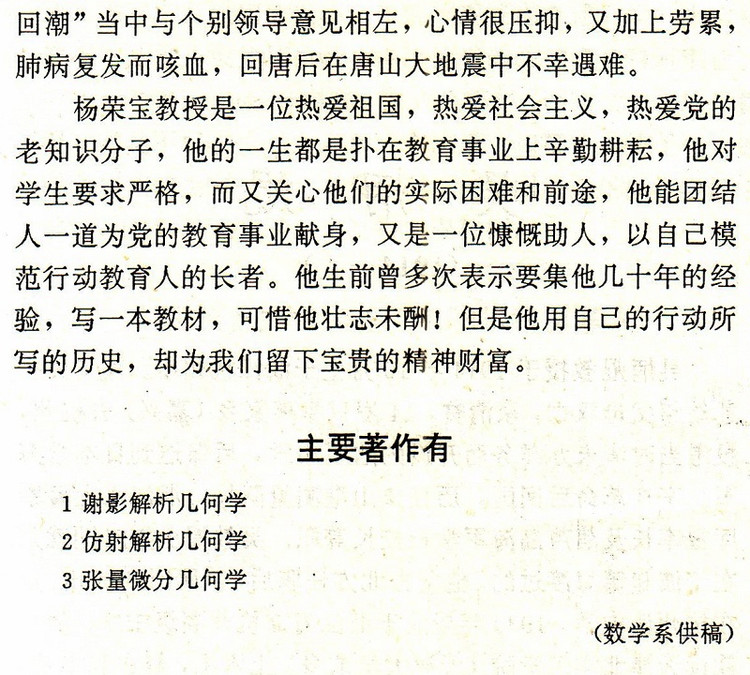 回潮”当中与个别领导意见相左，心情很压抑，又加上劳累，
肺病复发而咳血，回唐后在唐山大地震中不幸遇难。
杨荣宝教授是一位热爱祖国，热爱社会主义，热爱党的
老知识分子，他的一生都是扑在教育事业上辛勤耕耘，他对
学生要求严格，而又关心他们的实际困难和前途，他能团结
人一道为党的教育事业献身，又是一位慷慨助人，以自己模
范行动教育人的长者。他生前曾多次表示要集他几十年的经
验，写一本教材，可惜他壮志未酬！但是他用自己的行动所
写的历史，却为我们留下宝贵的精神财富。
主要著作有
1 谢影解析几何学
2 仿射解析几何学
3 张量微分几何学
（数学系供稿）